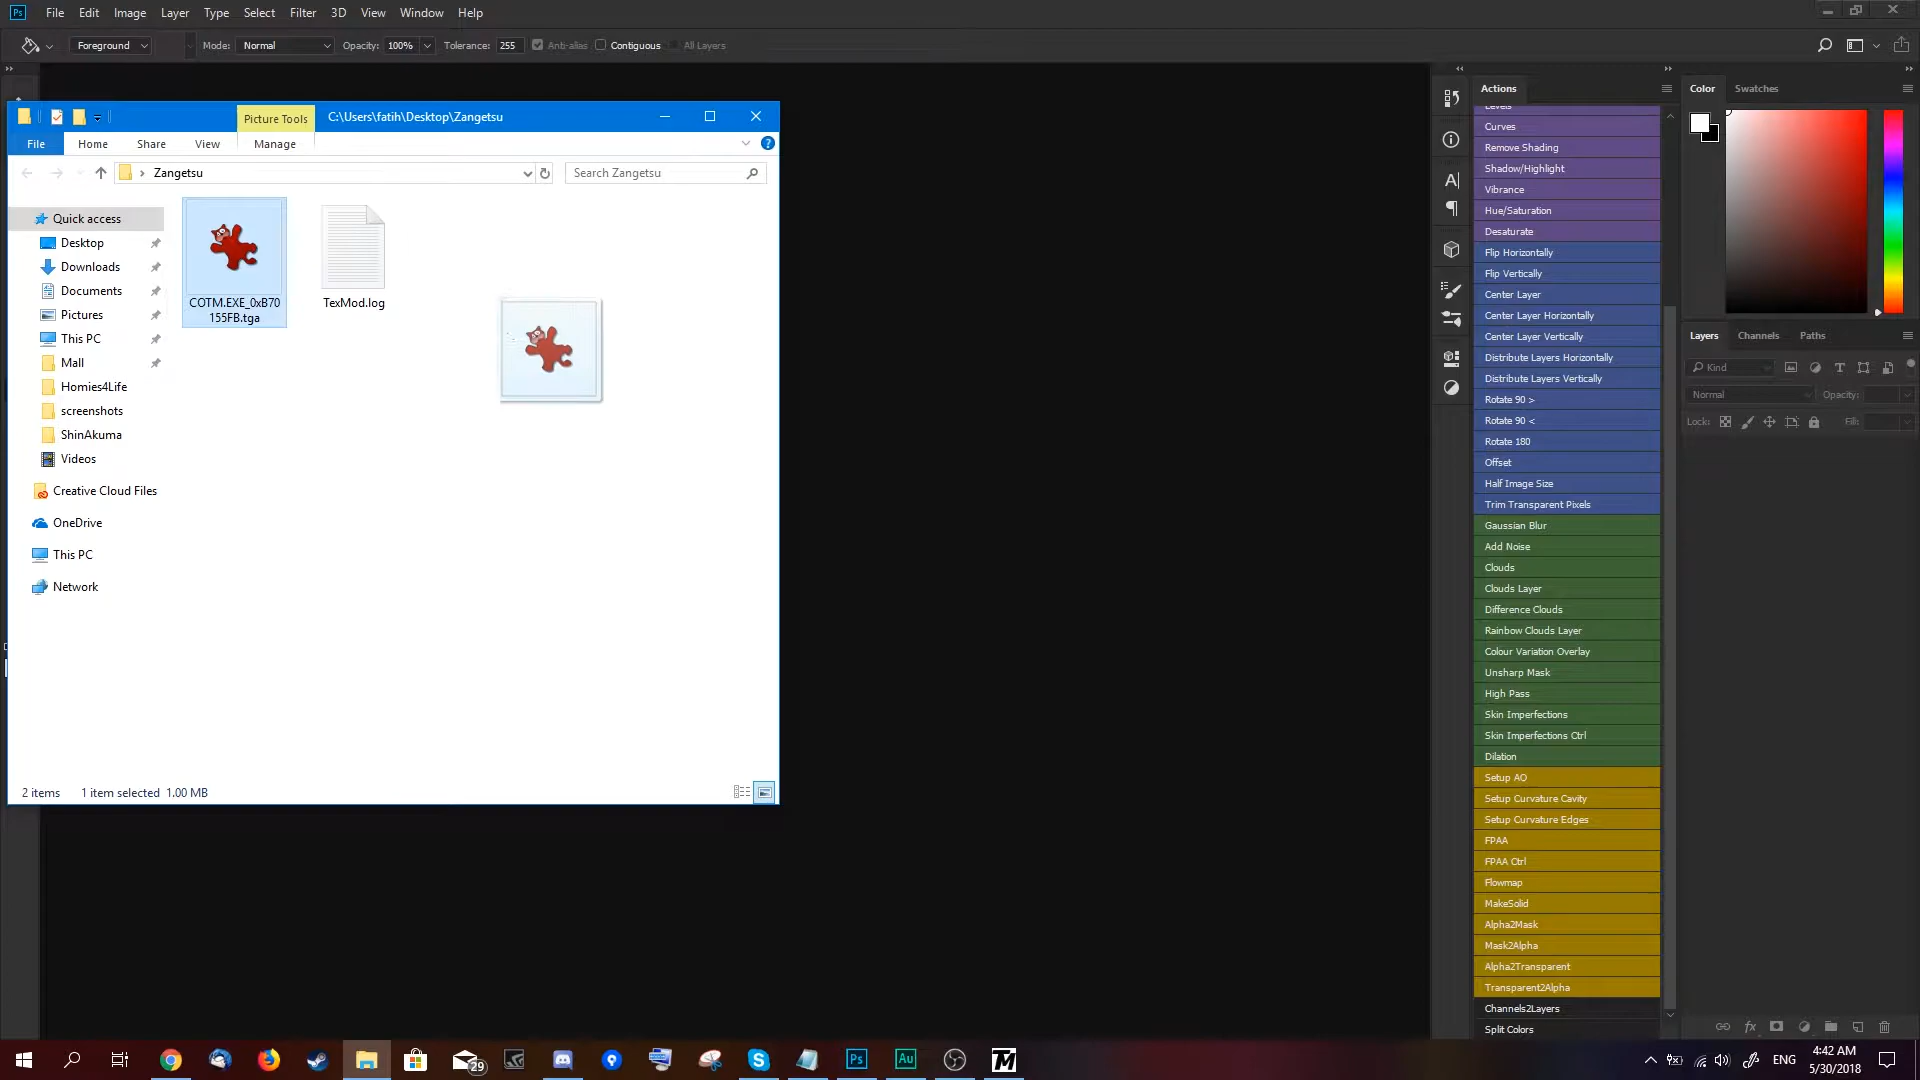 Ps File Edit Image Layer Type Select Filter 3D View Window Help
Foreground Mode: Normal Opacity: 100% Tolerance: 255 Anti-alias Contiguous All Layers
Picture Tools C:\Users\fatih\Desktop\Zangetsu
File Home Share View Manage
Zangetsu Search Zangetsu
Quick access
Desktop
Downloads
Documents
Pictures
This PC
Mall
Homies4Life
screenshots
ShinAkuma
Videos
Creative Cloud Files
OneDrive
This PC
Network
COTM.EXE_0xB70
155FB.tga
TexMod.log
2 items 1 item selected 1.00 MB
Actions
Levels
Curves
Remove Shading
Shadow/Highlight
Vibrance
Hue/Saturation
Desaturate
Flip Horizontally
Flip Vertically
Center Layer
Center Layer Horizontally
Center Layer Vertically
Distribute Layers Horizontally
Distribute Layers Vertically
Rotate 90 >
Rotate 90 <
Rotate 180
Offset
Half Image Size
Trim Transparent Pixels
Gaussian Blur
Add Noise
Clouds
Clouds Layer
Difference Clouds
Rainbow Clouds Layer
Colour Variation Overlay
Unsharp Mask
High Pass
Skin Imperfections
Skin Imperfections Ctrl
Dilation
Setup AO
Setup Curvature Cavity
Setup Curvature Edges
FPAA
FPAA Ctrl
Flowmap
MakeSolid
Alpha2Mask
Mask2Alpha
Alpha2Transparent
Transparent2Alpha
Channels2Layers
Split Colors
Color Swatches
Layers Channels Paths
Kind
Normal Opacity:
Lock: Fill:
29 Ps Au
ENG 4:42 AM
5/30/2018